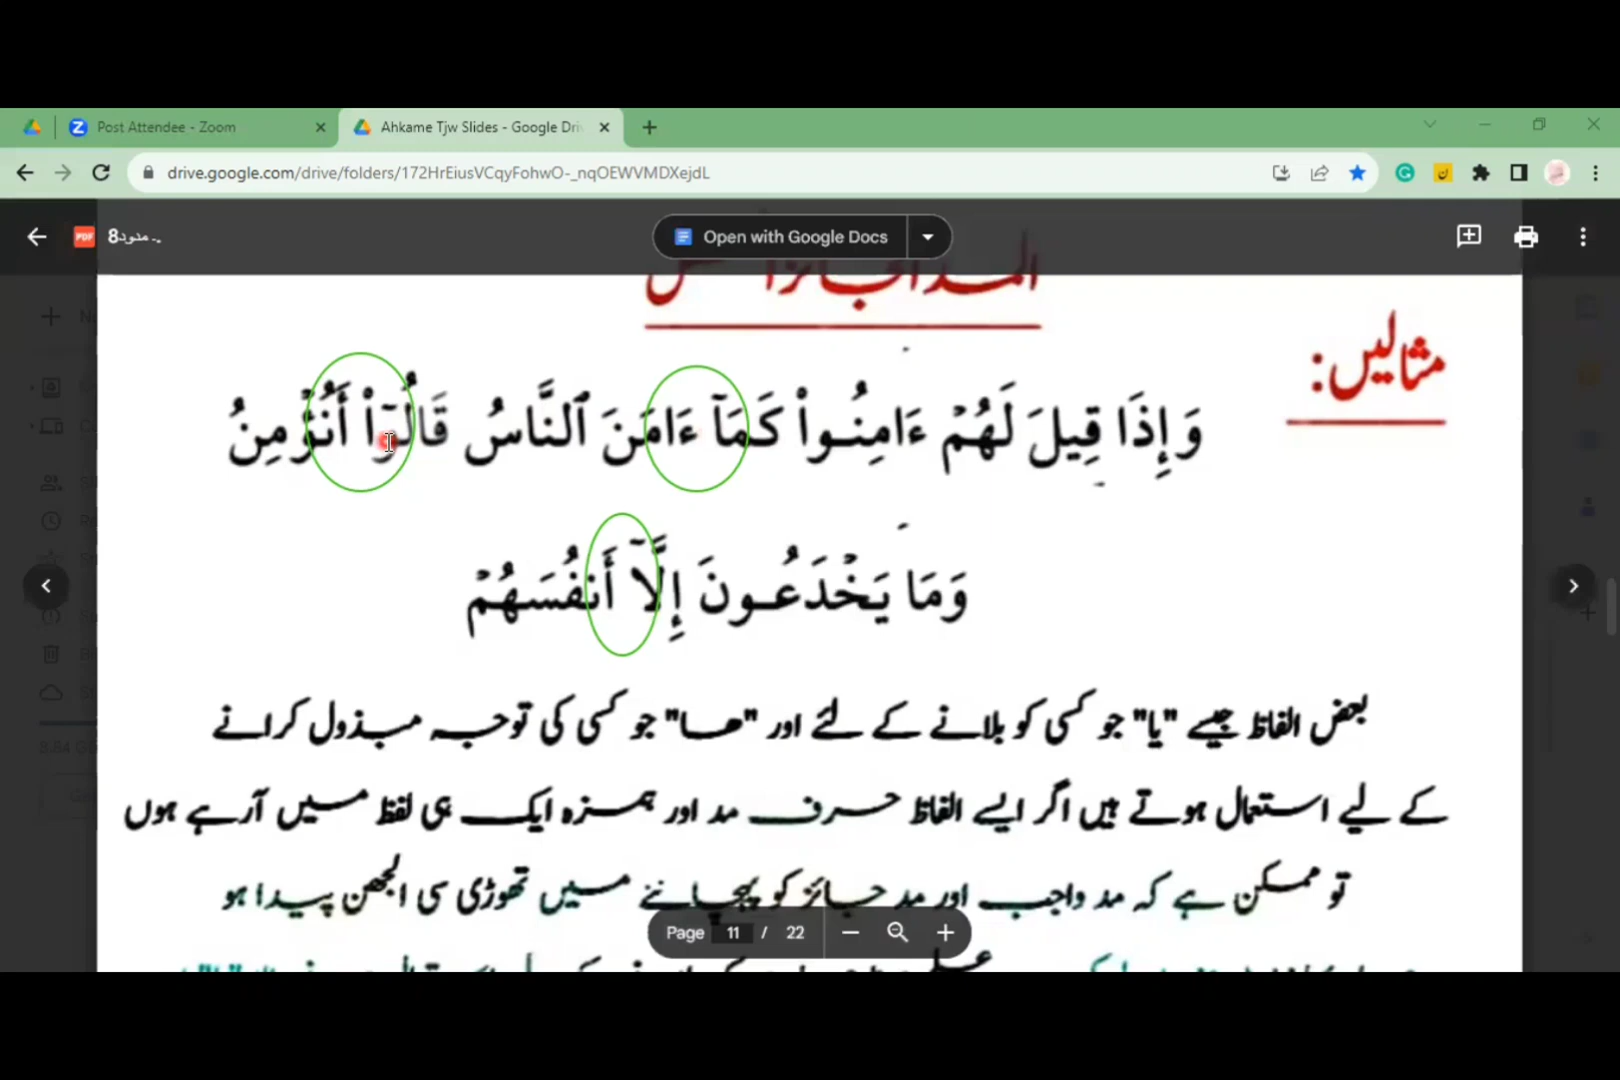 Post Attendee - Zoom
Ahkame Tjw Slides - Google Dri
drive.google.com/drive/folders/172HrEiusVCqyFohwO-_nqOEWVMDXejdL
PDF
8مدود
Open with Google Docs
مثالیں:
وَإِذَا قِيلَ لَهُمۡ ءَامِنُواْ كَمَآ ءَامَنَ ٱلنَّاسُ قَالُوٓاْ أَنُؤۡمِنُ
وَمَا يَخۡدَعُونَ إِلَّآ أَنفُسَهُمۡ
بعض الفاظ جیسے "یا" جو کسی کو بلانے کے لئے اور "ھا" جو کسی کی توجہ مبذول کرانے
کے لیے استعمال ہوتے ہیں اگر ایسے الفاظ حرف مد اور ہمزہ ایک ہی لفظ میں آرہے ہوں
تو ممکن ہے کہ مد واجب اور مد جائز کو پہچاننے میں تھوڑی سی الجھن پیدا ہو
Page 11 / 22